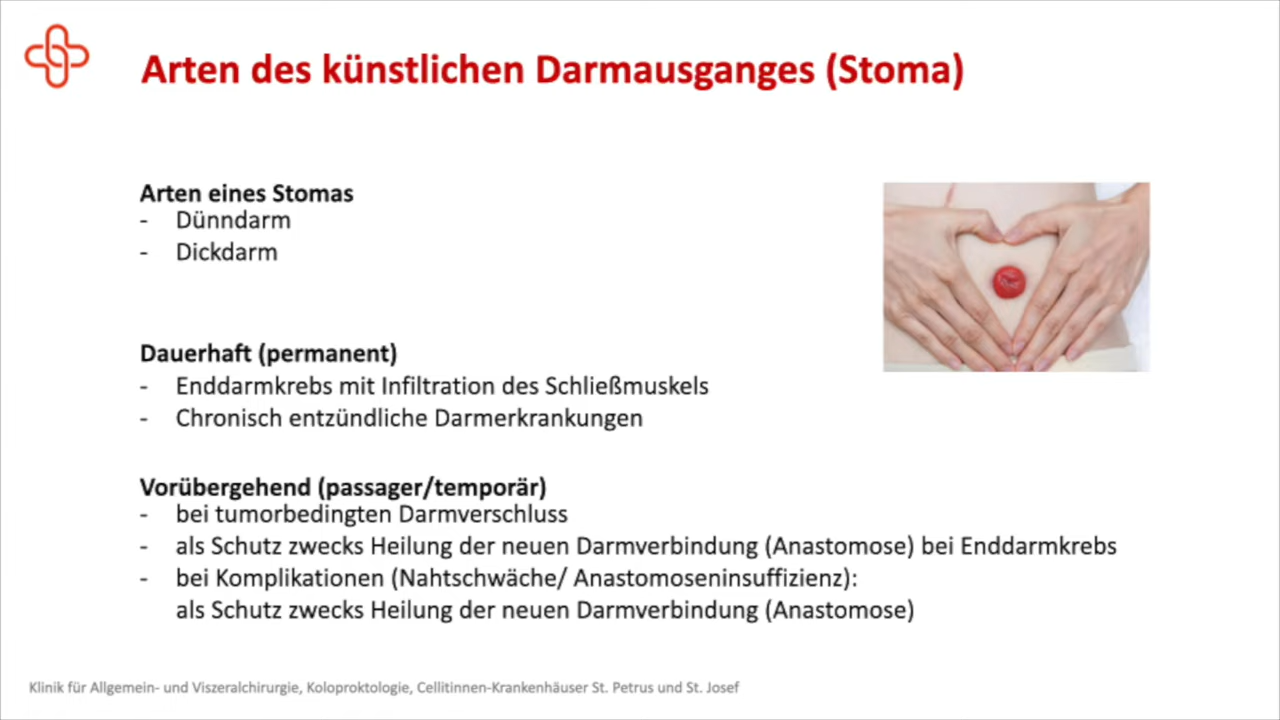 Arten des künstlichen Darmausganges (Stoma)
Arten eines Stomas
- Dünndarm
- Dickdarm
Dauerhaft (permanent)
- Enddarmkrebs mit Infiltration des Schließmuskels
- Chronisch entzündliche Darmerkrankungen
Vorübergehend (passager/temporär)
- bei tumorbedingten Darmverschluss
- als Schutz zwecks Heilung der neuen Darmverbindung (Anastomose) bei Enddarmkrebs
- bei Komplikationen (Nahtschwäche/ Anastomoseninsuffizienz):
als Schutz zwecks Heilung der neuen Darmverbindung (Anastomose)
Klinik für Allgemein- und Viszeralchirurgie, Koloproktologie, Cellitinnen-Krankenhäuser St. Petrus und St. Josef